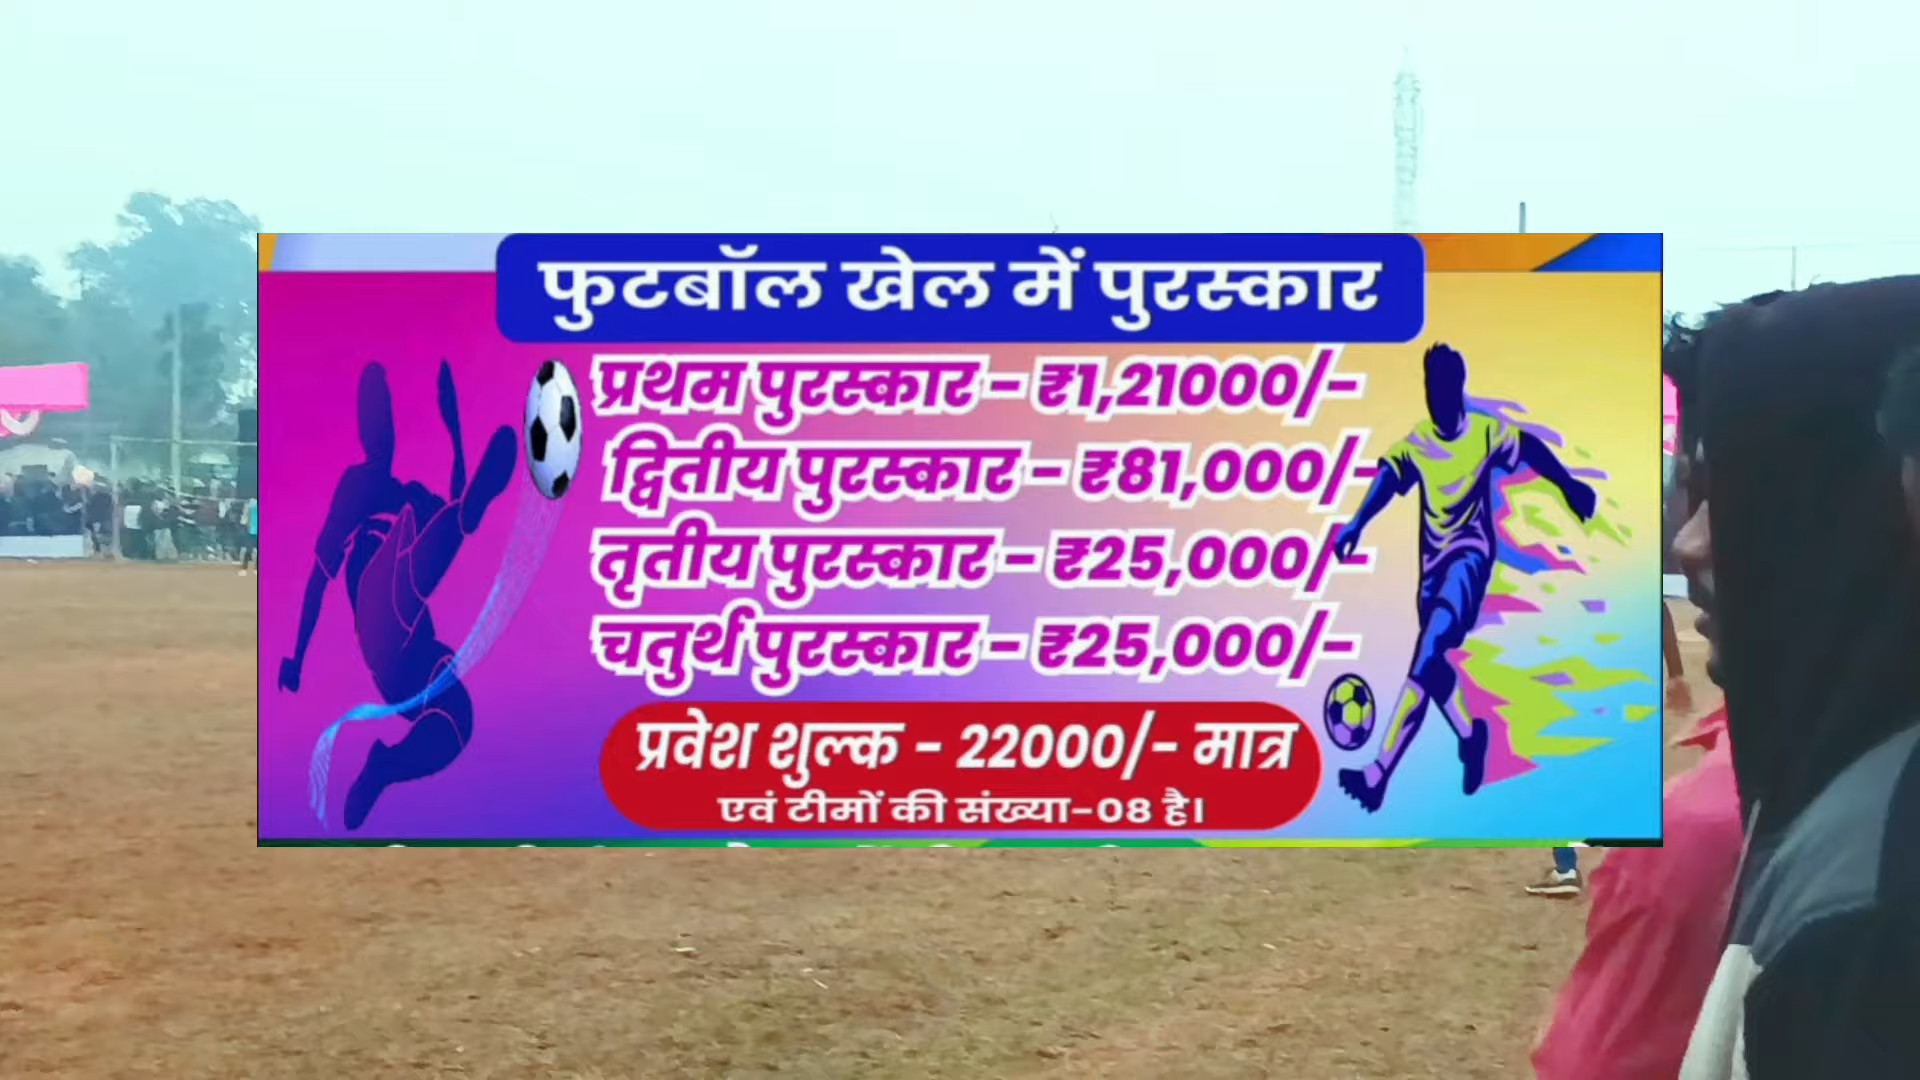 फुटबॉल खेल में पुरस्कार
प्रथम पुरस्कार - ₹1,21000/-
द्वितीय पुरस्कार - ₹81,000/-
तृतीय पुरस्कार - ₹25,000/-
चतुर्थ पुरस्कार - ₹25,000/-
प्रवेश शुल्क - 22000/- मात्र
एवं टीमों की संख्या-08 है।